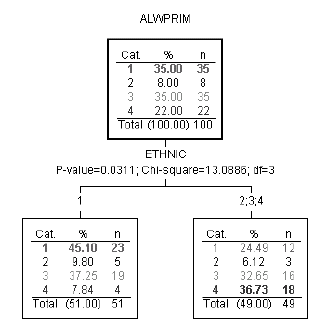 ALWPRIM
Cat. % n
1 35.00 35
2 8.00 8
3 35.00 35
4 22.00 22
Total (100.00) 100
ETHNIC
P-value=0.0311; Chi-square=13.0886; df=3
1 2;3;4
Cat. % n Cat. % n
1 45.10 23 1 24.49 12
2 9.80 5 2 6.12 3
3 37.25 19 3 32.65 16
4 7.84 4 4 36.73 18
Total (51.00) 51 Total (49.00) 49